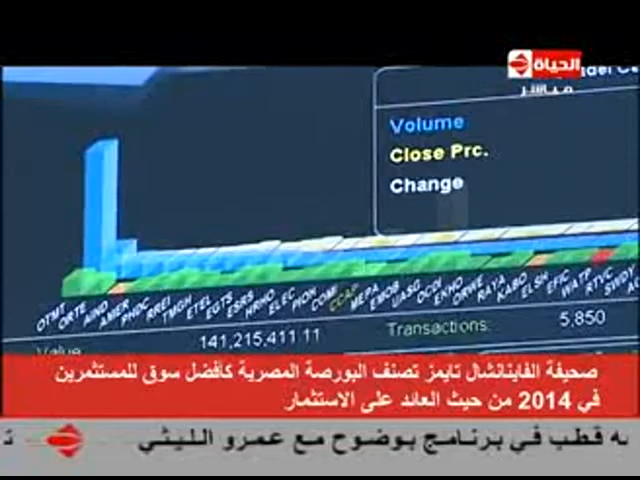 الحياة
مباشر
Volume
Close Prc.
Change
OTMT ORTE AIND AMER PHDC RREI TMGH ETEL EGTS ESRS HRHO ELEC PIOH COMI CCAP MEPA EMOB UASG OCDI EKHO ORWE RAYA KABO ELSH EFIC WATP RTVC SWDY
Value 141,215,411.11 Transactions: 5,850
صحيفة الفاينانشال تايمز تصنف البورصة المصرية كأفضل سوق للمستثمرين
في 2014 من حيث العائد على الاستثمار
قطب في برنامج بوضوح مع عمرو الليثي